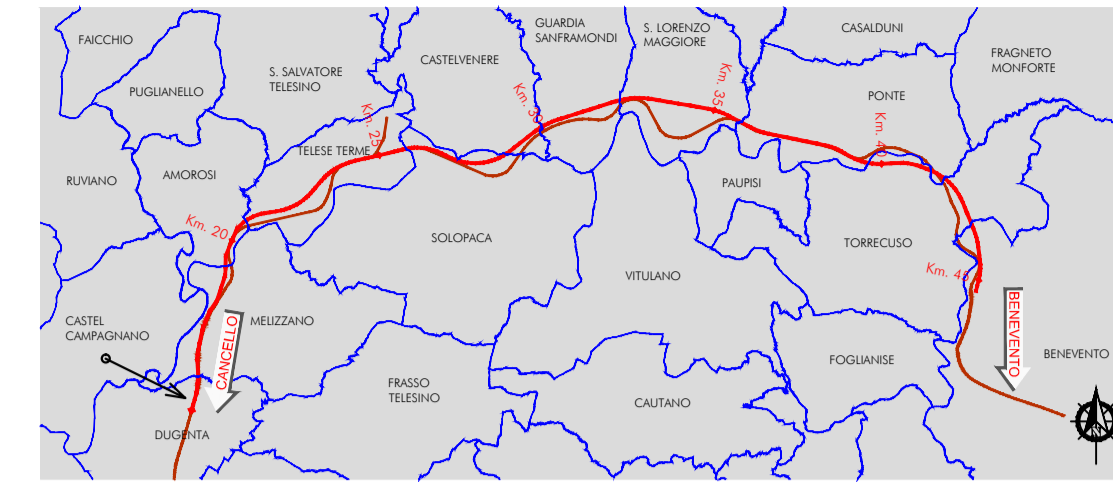 FAICCHIO
PUGLIANELLO
S. SALVATORE
TELESINO
CASTELVENERE
GUARDIA
SANFRAMONDI
S. LORENZO
MAGGIORE
CASALDUNI
FRAGNETO
MONFORTE
PONTE
Km. 25
Km. 30
Km. 35
Km. 40
TELESE TERME
RUVIANO
AMOROSI
PAUPISI
Km. 20
SOLOPACA
TORRECUSO
VITULANO
Km. 45
CASTEL
CAMPAGNANO
MELIZZANO
CANCELLO
BENEVENTO
BENEVENTO
FOGLIANISE
FRASSO
TELESINO
CAUTANO
DUGENTA
N